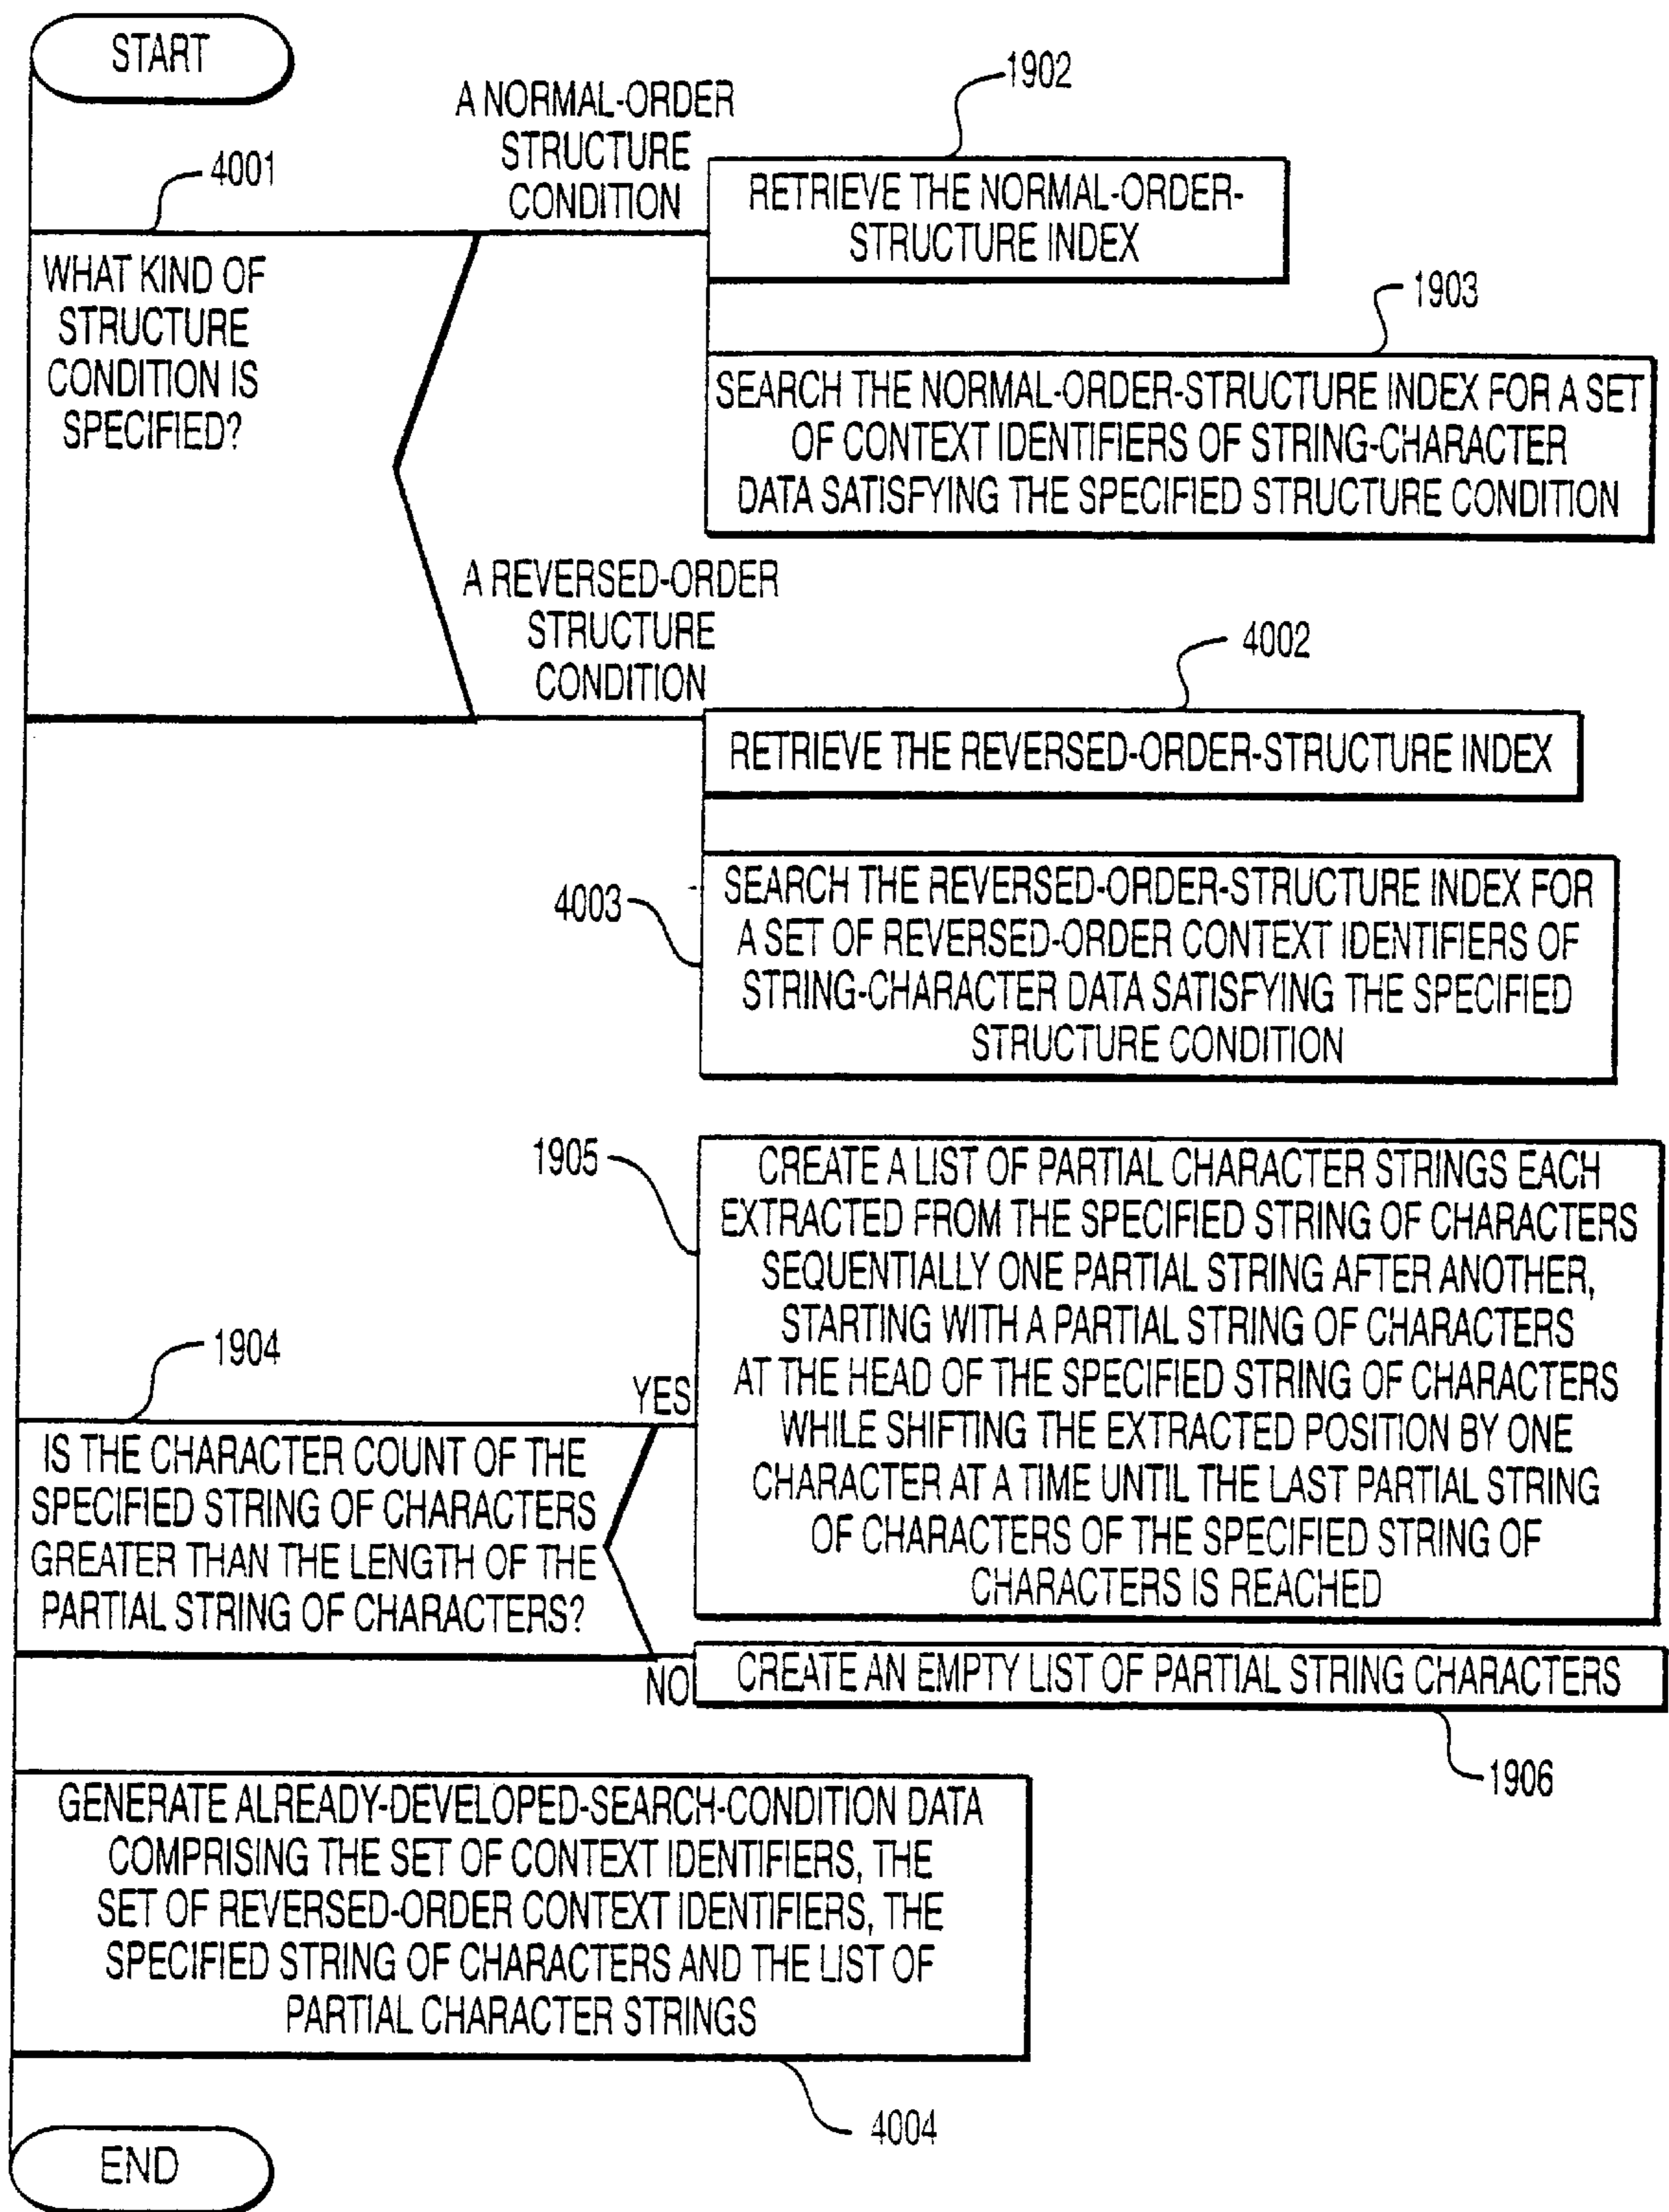 START
4001
WHAT KIND OF
STRUCTURE
CONDITION IS
SPECIFIED?
A NORMAL-ORDER
STRUCTURE
CONDITION
1902
RETRIEVE THE NORMAL-ORDER-
STRUCTURE INDEX
1903
SEARCH THE NORMAL-ORDER-STRUCTURE INDEX FOR A SET
OF CONTEXT IDENTIFIERS OF STRING-CHARACTER
DATA SATISFYING THE SPECIFIED STRUCTURE CONDITION
A REVERSED-ORDER
STRUCTURE
CONDITION
4002
RETRIEVE THE REVERSED-ORDER-STRUCTURE INDEX
4003
SEARCH THE REVERSED-ORDER-STRUCTURE INDEX FOR
A SET OF REVERSED-ORDER CONTEXT IDENTIFIERS OF
STRING-CHARACTER DATA SATISFYING THE SPECIFIED
STRUCTURE CONDITION
1904
IS THE CHARACTER COUNT OF THE
SPECIFIED STRING OF CHARACTERS
GREATER THAN THE LENGTH OF THE
PARTIAL STRING OF CHARACTERS?
YES
1905
CREATE A LIST OF PARTIAL CHARACTER STRINGS EACH
EXTRACTED FROM THE SPECIFIED STRING OF CHARACTERS
SEQUENTIALLY ONE PARTIAL STRING AFTER ANOTHER,
STARTING WITH A PARTIAL STRING OF CHARACTERS
AT THE HEAD OF THE SPECIFIED STRING OF CHARACTERS
WHILE SHIFTING THE EXTRACTED POSITION BY ONE
CHARACTER AT A TIME UNTIL THE LAST PARTIAL STRING
OF CHARACTERS OF THE SPECIFIED STRING OF
CHARACTERS IS REACHED
NO
CREATE AN EMPTY LIST OF PARTIAL STRING CHARACTERS
1906
GENERATE ALREADY-DEVELOPED-SEARCH-CONDITION DATA
COMPRISING THE SET OF CONTEXT IDENTIFIERS, THE
SET OF REVERSED-ORDER CONTEXT IDENTIFIERS, THE
SPECIFIED STRING OF CHARACTERS AND THE LIST OF
PARTIAL CHARACTER STRINGS
4004
END